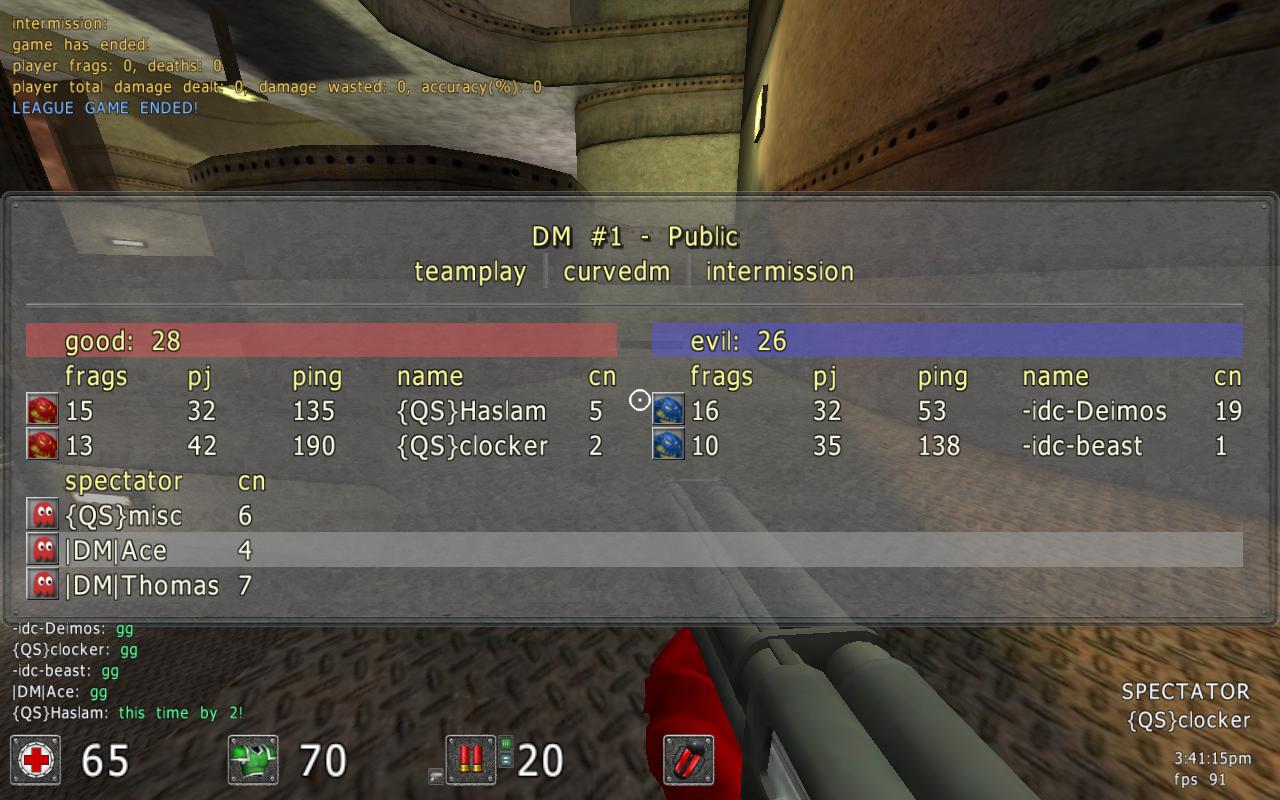 intermission:
game has ended!
player frags: 0, deaths: 0
player total damage dealt: 0, damage wasted: 0, accuracy(%): 0
LEAGUE GAME ENDED!
DM #1 - Public
teamplay curvedm intermission
good: 28 evil: 26
frags pj ping name cn frags pj ping name cn
15 32 135 {QS}Haslam 5 16 32 53 -idc-Deimos 19
13 42 190 {QS}clocker 2 10 35 138 -idc-beast 1
spectator cn
{QS}misc 6
|DM|Ace 4
|DM|Thomas 7
-idc-Deimos: gg
{QS}clocker: gg
-idc-beast: gg
|DM|Ace: gg
{QS}Haslam: this time by 2!
SPECTATOR
{QS}clocker
65 70 20
3:41:15pm
fps 91